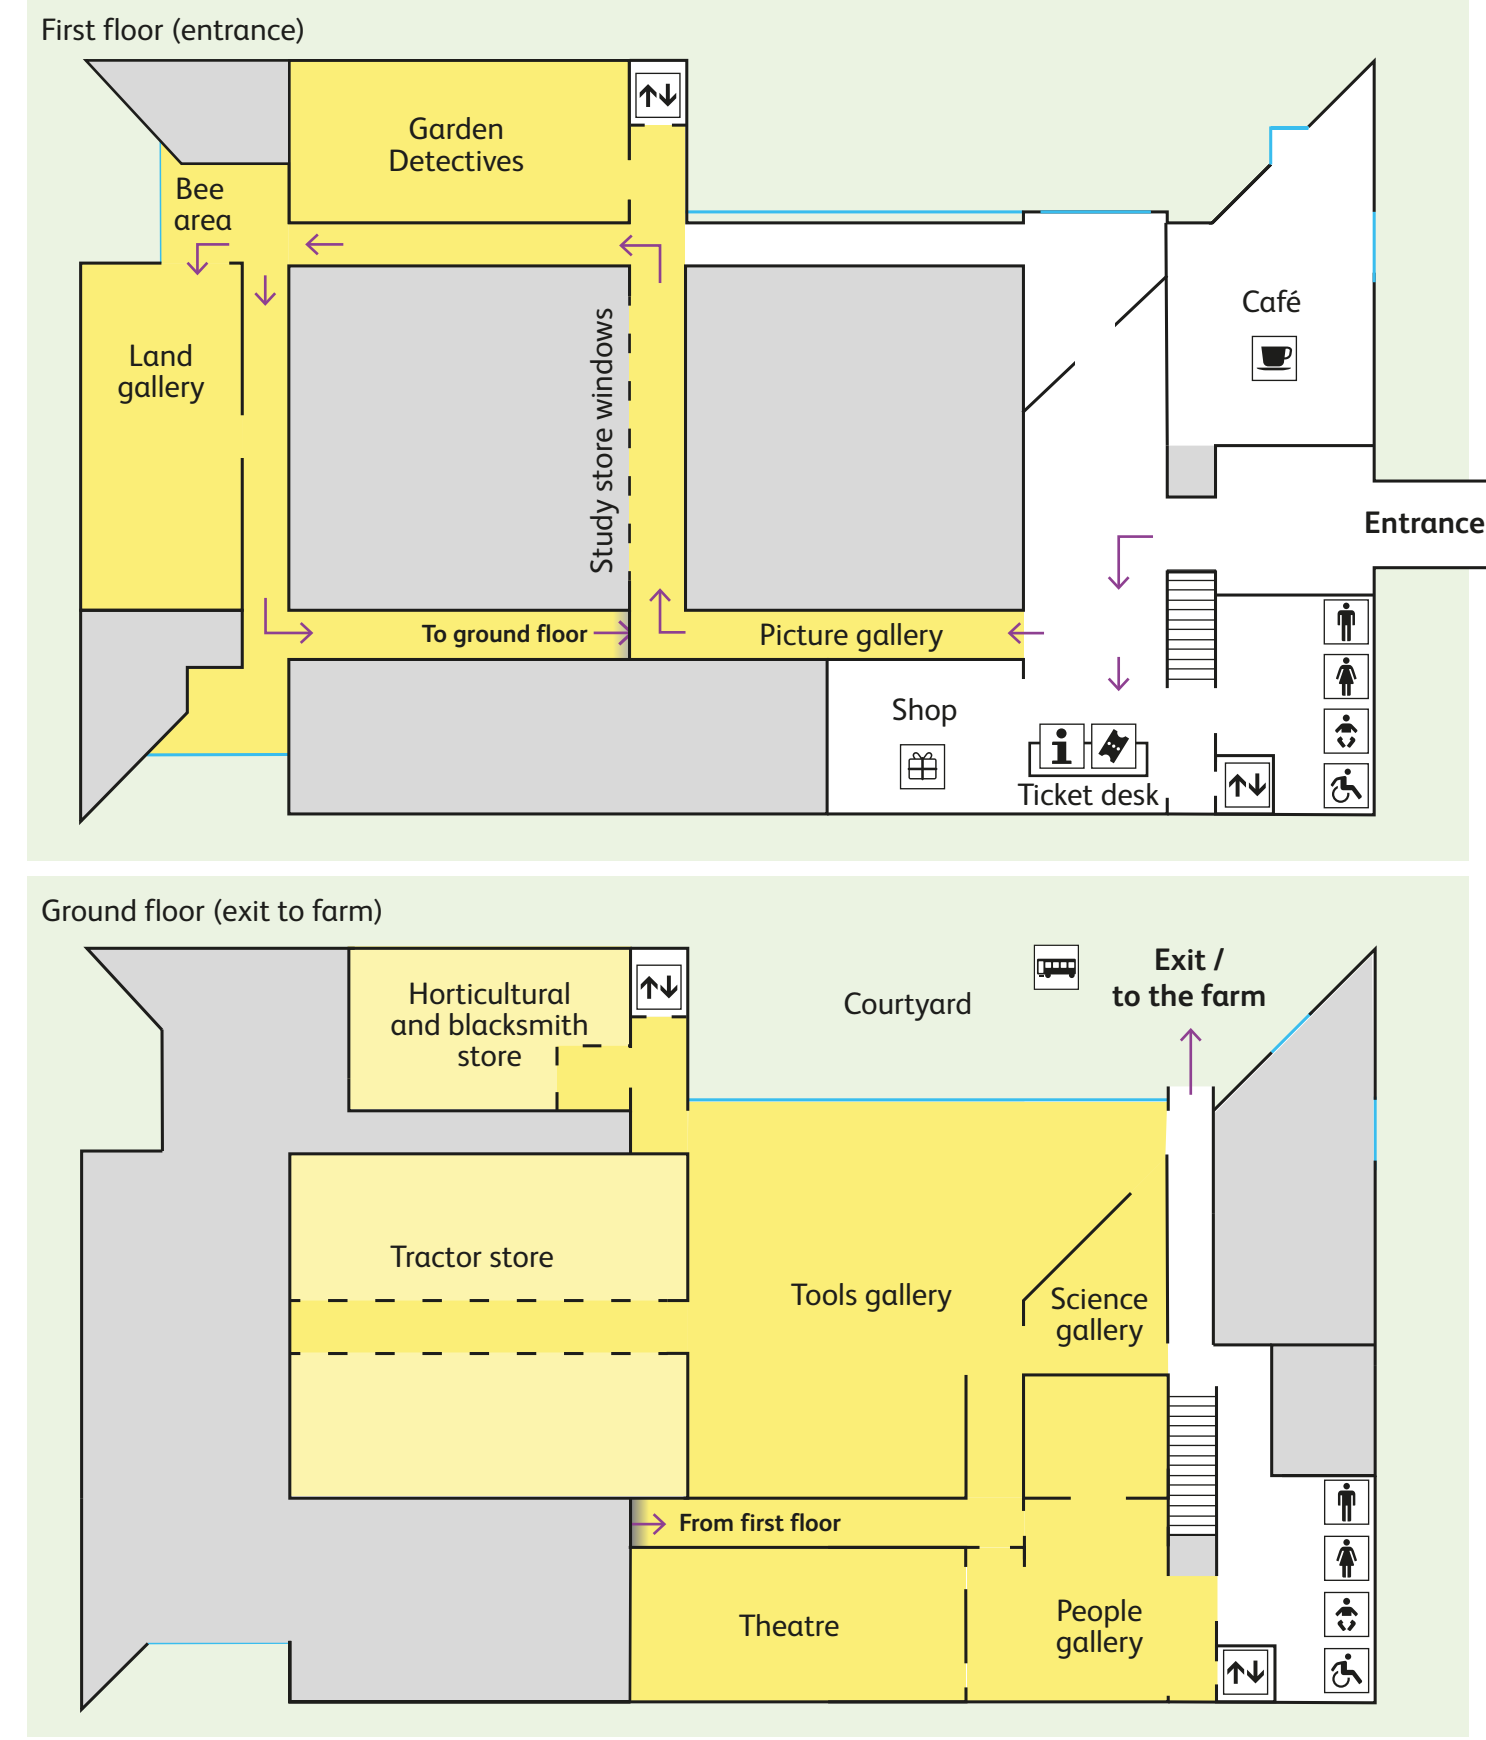 First floor (entrance)
Garden
Detectives
Bee
area
Café
Land
gallery
Study store windows
Entrance
To ground floor
Picture gallery
Shop
Ticket desk
Ground floor (exit to farm)
Exit /
to the farm
Courtyard
Horticultural
and blacksmith
store
Tractor store
Tools gallery
Science
gallery
From first floor
Theatre
People
gallery